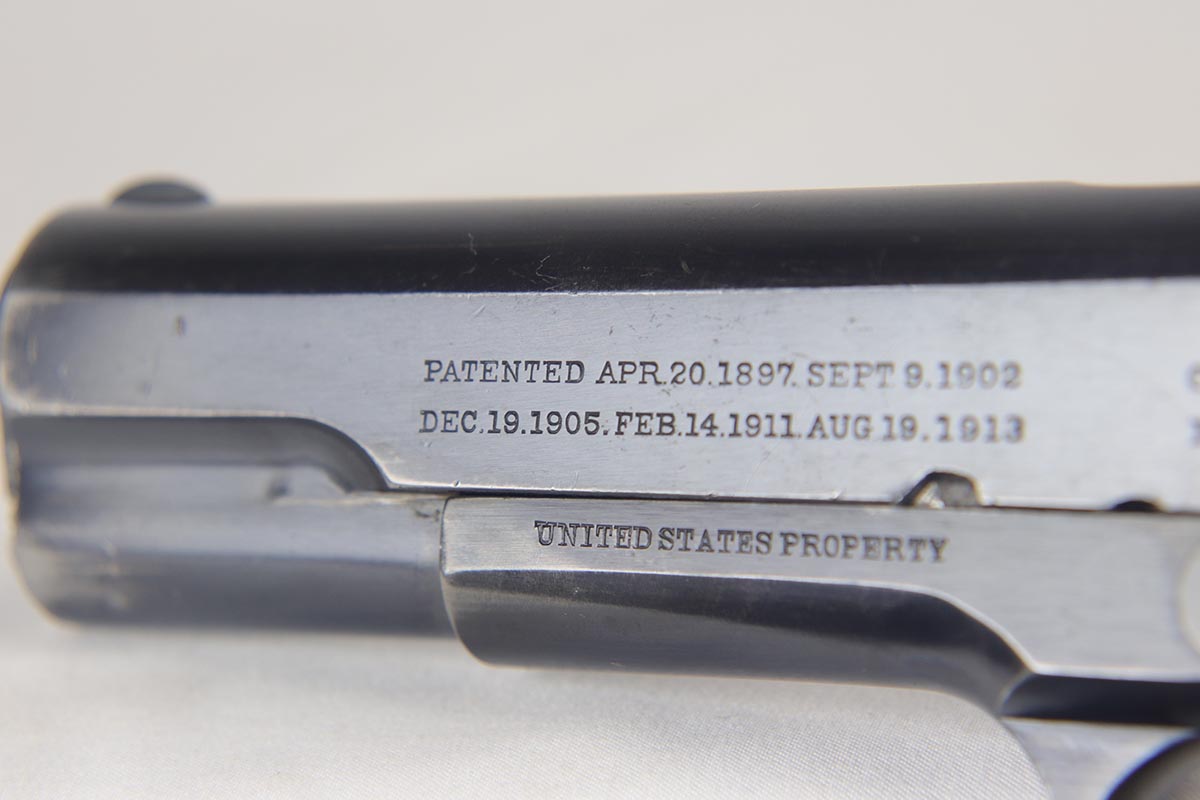 PATENTED APR.20.1897. SEPT 9.1902
DEC.19.1905. FEB.14.1911. AUG 19.1913
UNITED STATES PROPERTY